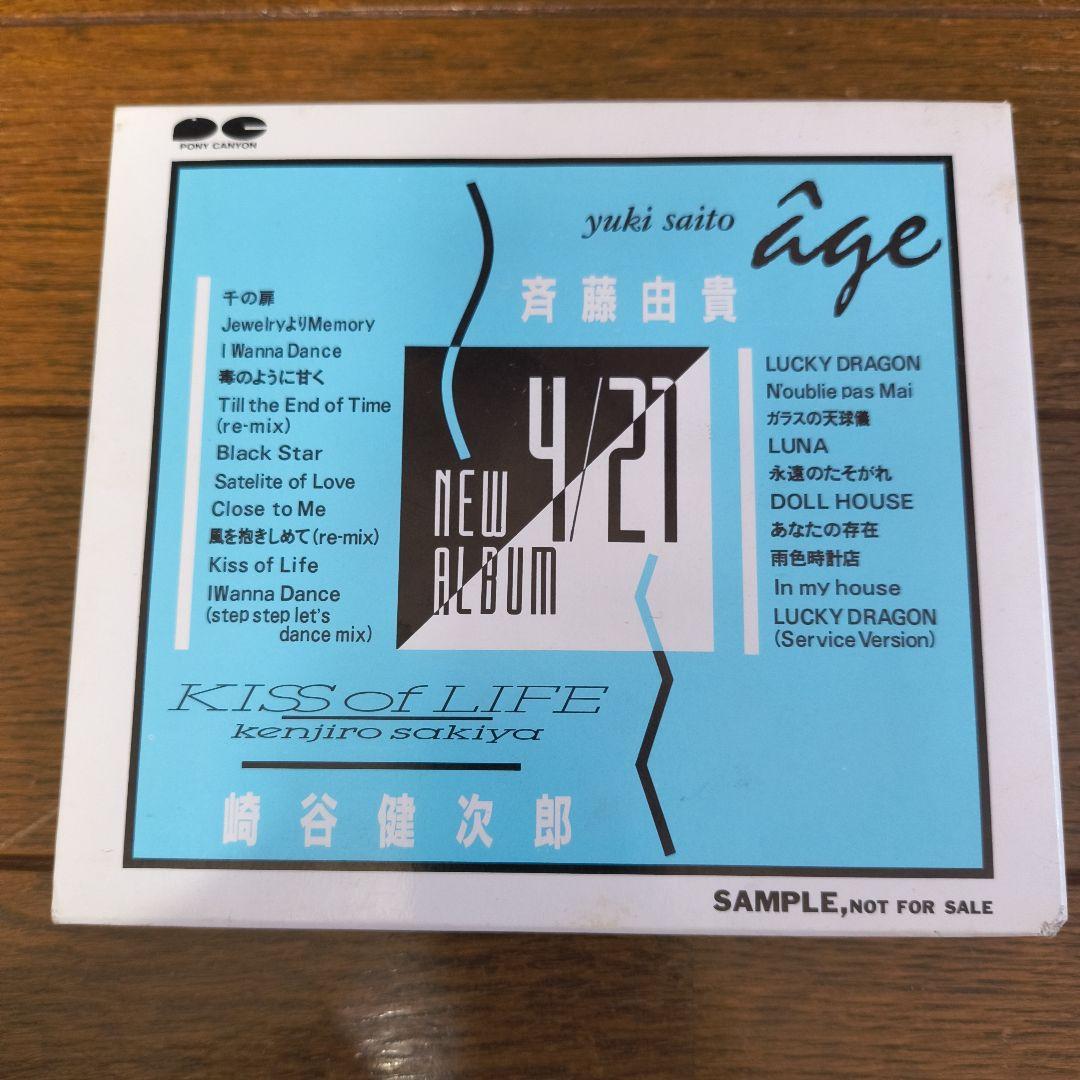 PONY CANYON
yuki saito âge
斉藤由貴
千の扉
JewelryよりMemory
I Wanna Dance
毒のように甘く
Till the End of Time
(re-mix)
Black Star
Satelite of Love
Close to Me
風を抱きしめて(re-mix)
Kiss of Life
IWanna Dance
(step step let's
dance mix)
4/21
NEW
ALBUM
LUCKY DRAGON
N'oublie pas Mai
ガラスの天球儀
LUNA
永遠のたそがれ
DOLL HOUSE
あなたの存在
雨色時計店
In my house
LUCKY DRAGON
(Service Version)
KISS of LIFE
kenjiro sakiya
崎谷健次郎
SAMPLE, NOT FOR SALE